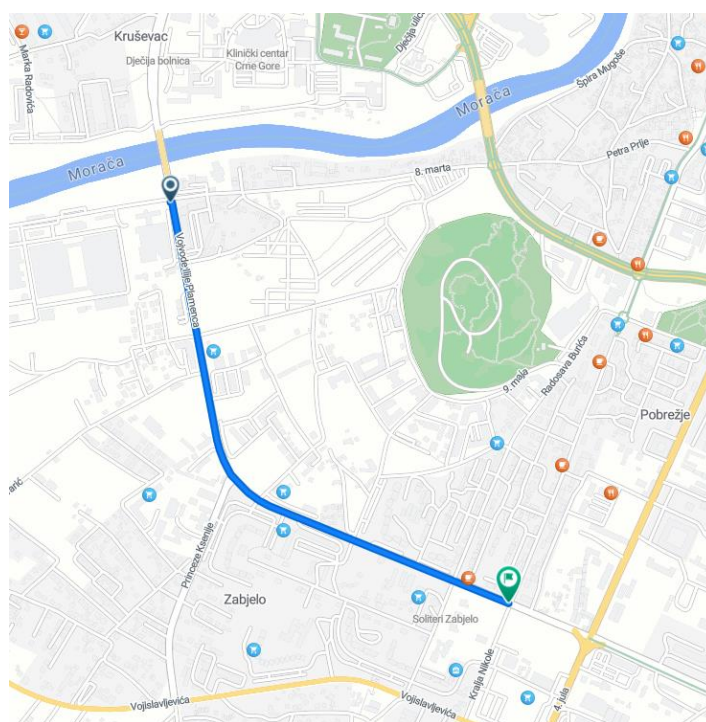 Kruševac
Dječija bolnica
Klinički centar
Crne Gore
Marka Radovića
Dječija ulic
Morača
Špira Mugoše
Petra Prlje
8. marta
Morača
Vojvode Ilije Plamenca
9. maja
Radosava Burića
Pobrežje
Princeze Ksenije
Zabjelo
Soliteri Zabjelo
Kralja Nikole
4. jula
Vojislavljevića
Vojislavljevića